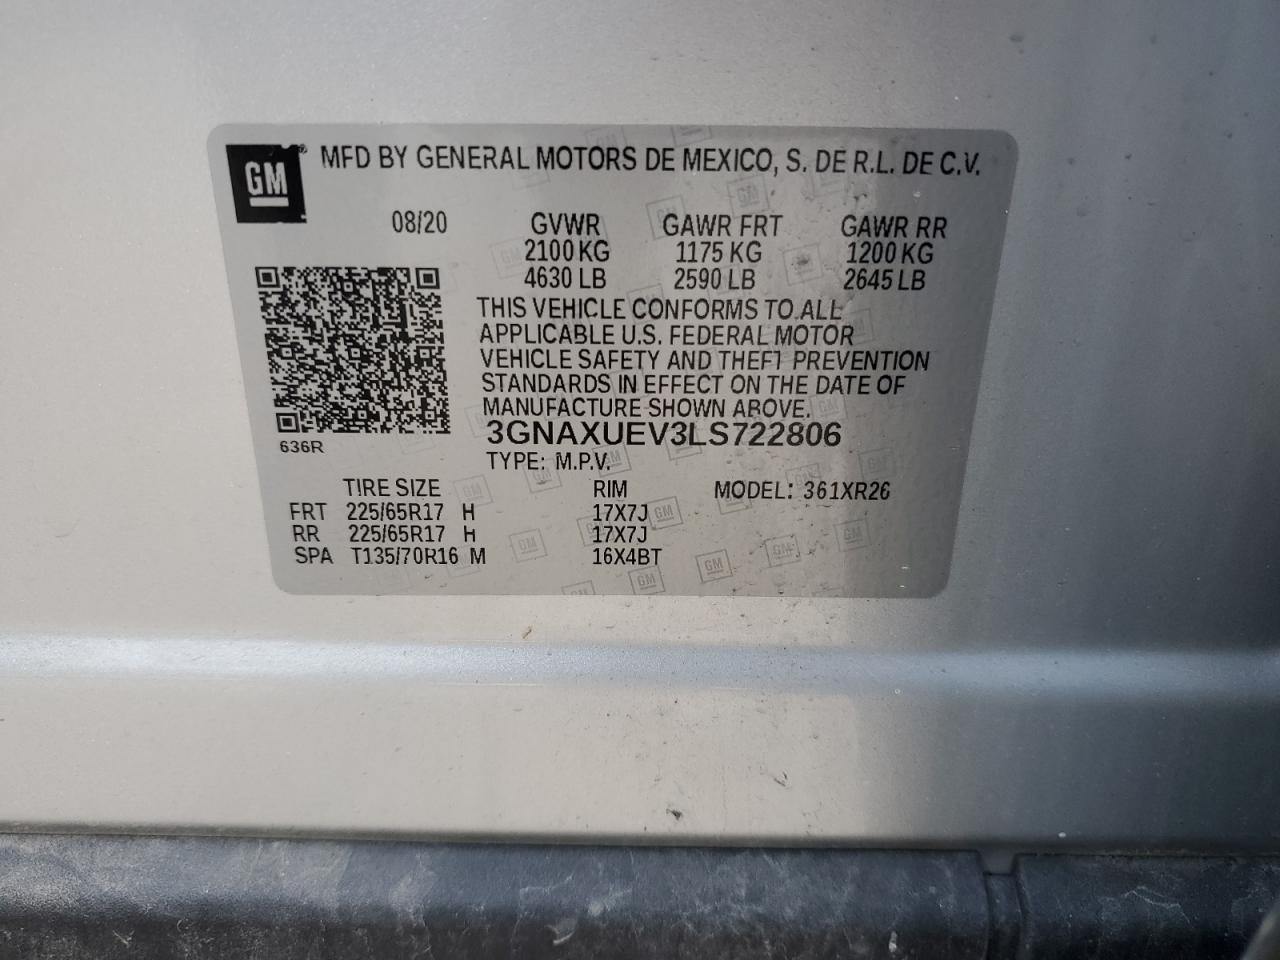 GM ® MFD BY GENERAL MOTORS DE MEXICO, S. DE R.L. DE C.V.
08/20 GVWR GAWR FRT GAWR RR
2100 KG 1175 KG 1200 KG
4630 LB 2590 LB 2645 LB
THIS VEHICLE CONFORMS TO ALL
APPLICABLE U.S. FEDERAL MOTOR
VEHICLE SAFETY AND THEFT PREVENTION
STANDARDS IN EFFECT ON THE DATE OF
MANUFACTURE SHOWN ABOVE.
636R
3GNAXUEV3LS722806
TYPE: M.P.V.
TIRE SIZE RIM MODEL: 361XR26
FRT 225/65R17 H 17X7J
RR 225/65R17 H 17X7J
SPA T135/70R16 M 16X4BT